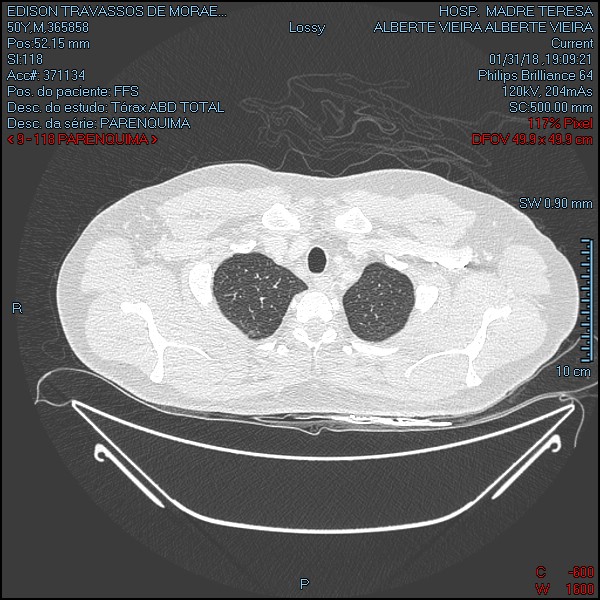 EDISON TRAVASSOS DE MORAE...
50Y,M,365858
Pos:52.15 mm
SI:118
Acc#: 371134
Pos. do paciente: FFS
Desc. do estudo: Tórax ABD TOTAL
Desc. da série: PARENQUIMA
< 9 - 118 PARENQUIMA >
Lossy
HOSP. MADRE TERESA
ALBERTE VIEIRA ALBERTE VIEIRA
Current
01/31/18 ,19:09:21
Philips Brilliance 64
120kV, 204mAs
SC:500.00 mm
117% Pixel
DFOV 49.9 x 49.9 cm
SW 0.90 mm
R
10 cm
P
C -600
W 1600